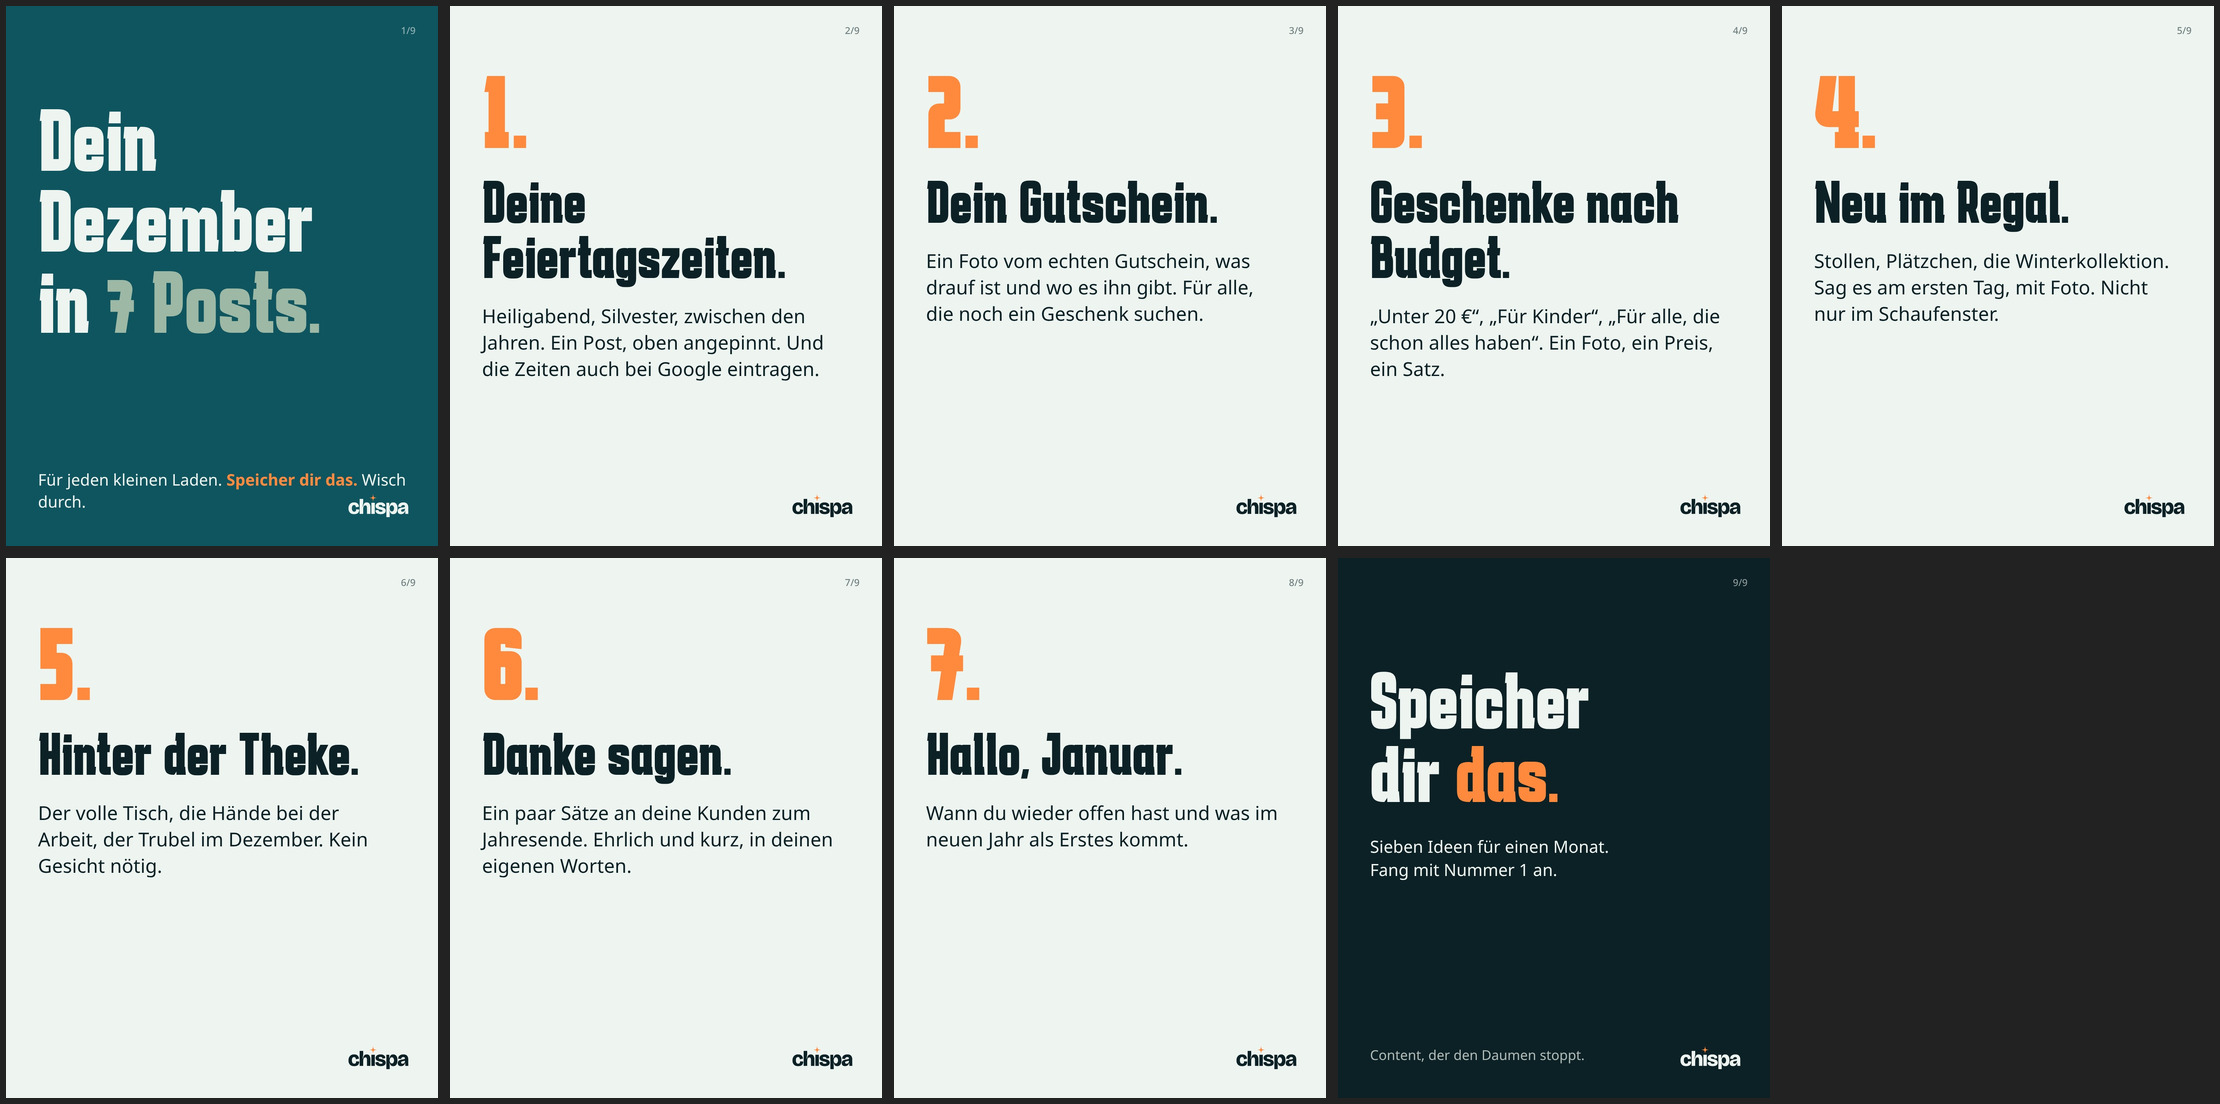 1/9
Dein
Dezember
in 7 Posts.
Für jeden kleinen Laden. Speicher dir das. Wisch
durch.
chispa
2/9
1.
Deine
Feiertagszeiten.
Heiligabend, Silvester, zwischen den
Jahren. Ein Post, oben angepinnt. Und
die Zeiten auch bei Google eintragen.
chispa
3/9
2.
Dein Gutschein.
Ein Foto vom echten Gutschein, was
drauf ist und wo es ihn gibt. Für alle,
die noch ein Geschenk suchen.
chispa
4/9
3.
Geschenke nach
Budget.
„Unter 20 €“, „Für Kinder“, „Für alle, die
schon alles haben“. Ein Foto, ein Preis,
ein Satz.
chispa
5/9
4.
Neu im Regal.
Stollen, Plätzchen, die Winterkollektion.
Sag es am ersten Tag, mit Foto. Nicht
nur im Schaufenster.
chispa
6/9
5.
Hinter der Theke.
Der volle Tisch, die Hände bei der
Arbeit, der Trubel im Dezember. Kein
Gesicht nötig.
chispa
7/9
6.
Danke sagen.
Ein paar Sätze an deine Kunden zum
Jahresende. Ehrlich und kurz, in deinen
eigenen Worten.
chispa
8/9
7.
Hallo, Januar.
Wann du wieder offen hast und was im
neuen Jahr als Erstes kommt.
chispa
9/9
Speicher
dir das.
Sieben Ideen für einen Monat.
Fang mit Nummer 1 an.
Content, der den Daumen stoppt.
chispa